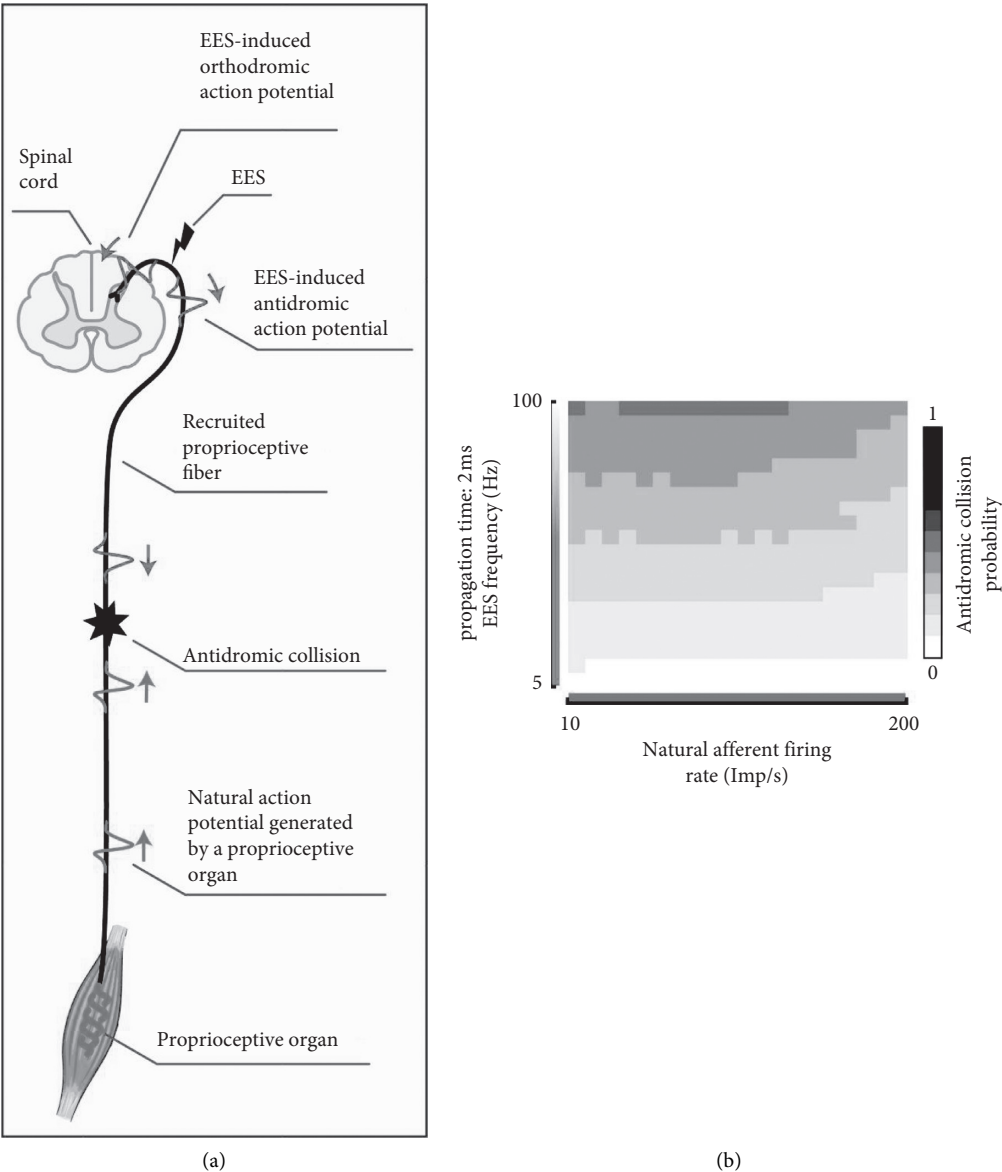 EES-induced
orthodromic
action potential
Spinal
cord
EES
EES-induced
antidromic
action potential
Recruited
proprioceptive
fiber
Antidromic collision
Natural action
potential generated
by a proprioceptive
organ
Proprioceptive organ
(a)
propagation time: 2ms
EES frequency (Hz)
100
5
10
200
Natural afferent firing
rate (Imp/s)
1
0
Antidromic collision
probability
(b)